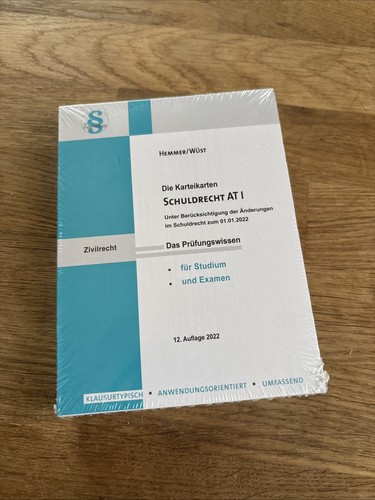 HEMMER/WÜST
Die Karteikarten
SCHULDRECHT AT I
Unter Berücksichtigung der Änderungen
im Schuldrecht zum 01.01.2022
Zivilrecht
Das Prüfungswissen
• für Studium
• und Examen
12. Auflage 2022
KLAUSURTYPISCH • ANWENDUNGSORIENTIERT • UMFASSEND